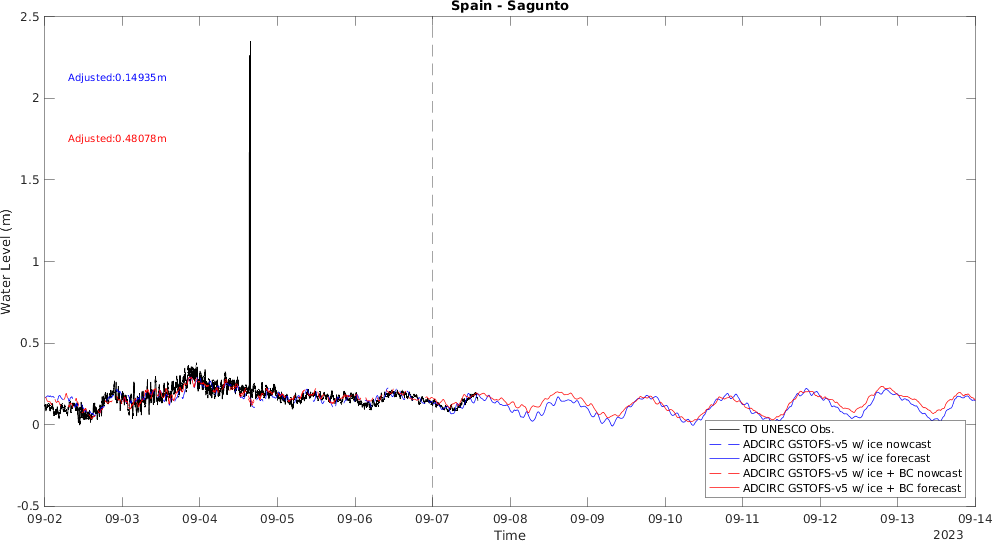 Spain - Sagunto
2.5
Adjusted:0.14935m
2
Adjusted:0.48078m
1.5
Water Level (m)
1
0.5
0
TD UNESCO Obs.
ADCIRC GSTOFS-v5 w/ ice nowcast
ADCIRC GSTOFS-v5 w/ ice forecast
ADCIRC GSTOFS-v5 w/ ice + BC nowcast
ADCIRC GSTOFS-v5 w/ ice + BC forecast
-0.5
09-02 09-03 09-04 09-05 09-06 09-07 09-08 09-09 09-10 09-11 09-12 09-13 09-14
Time
2023